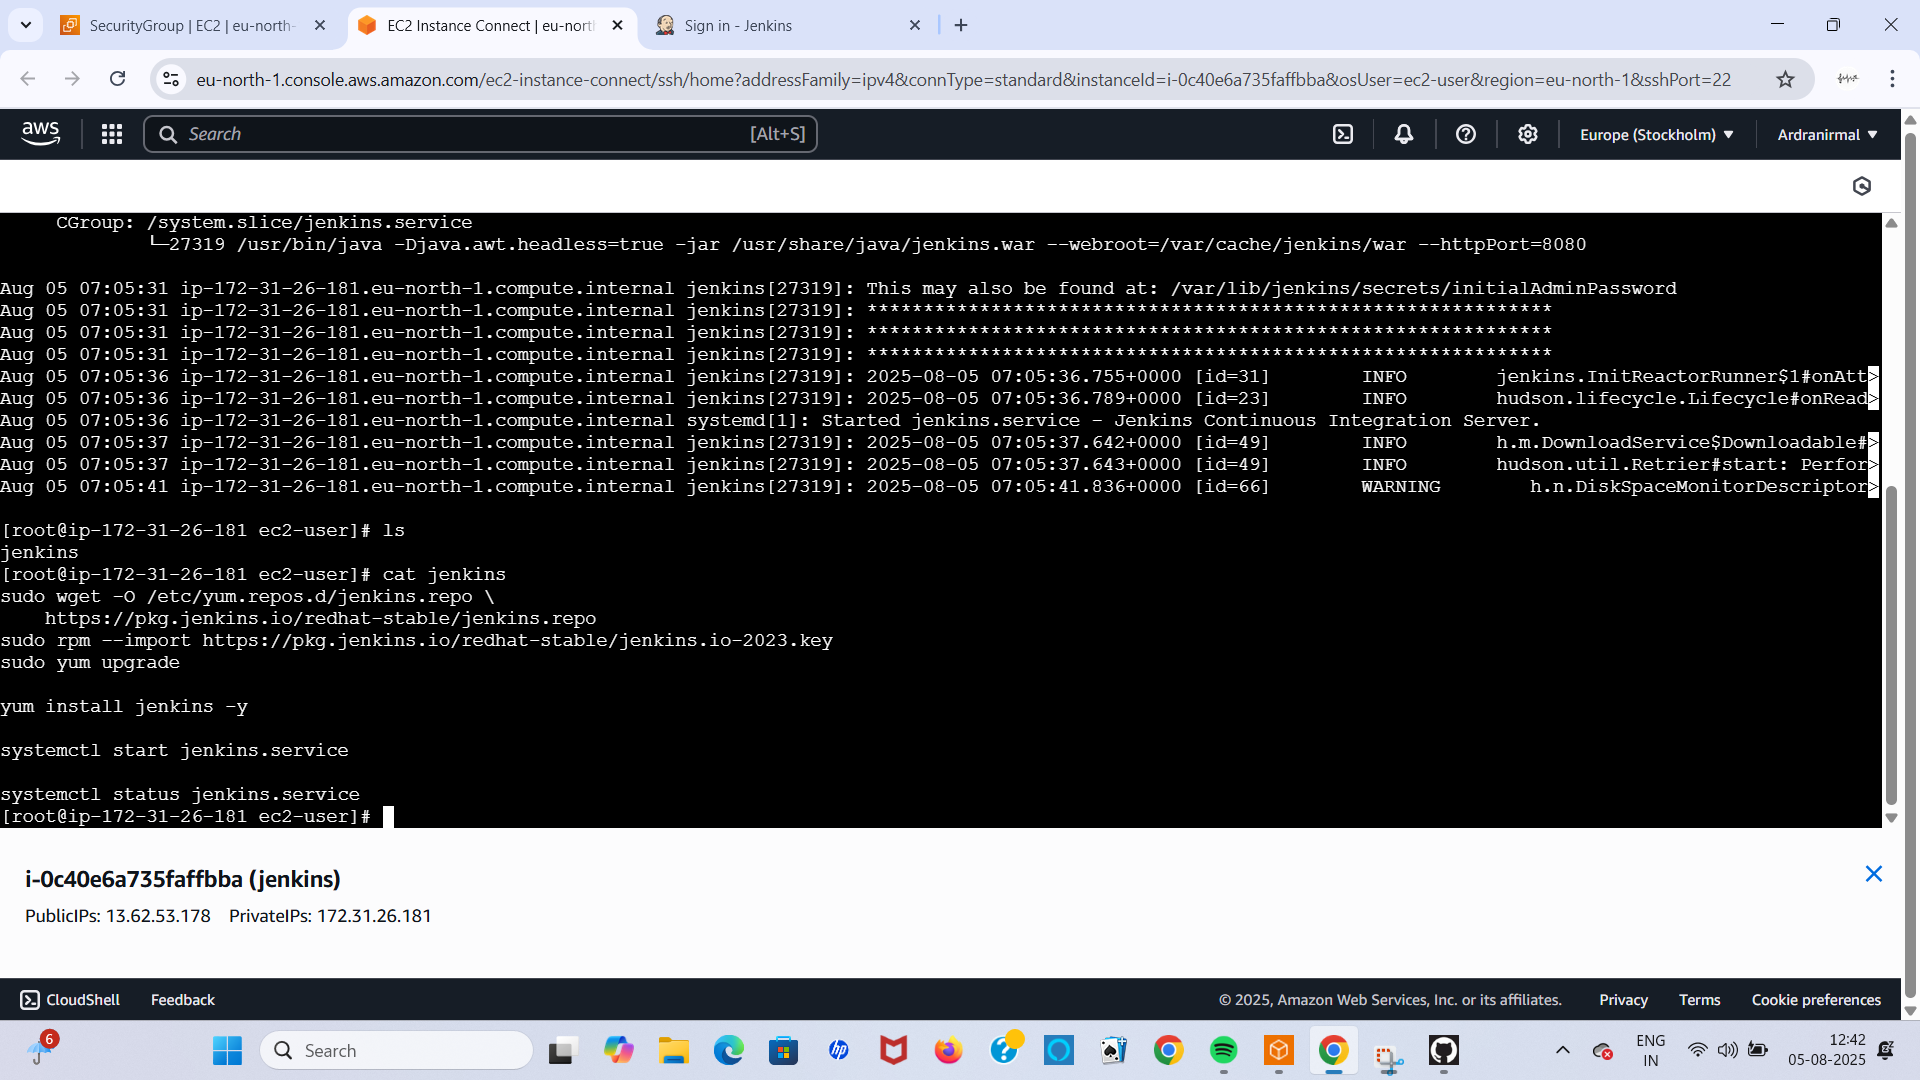 SecurityGroup | EC2 | eu-north-
EC2 Instance Connect | eu-nort
Sign in - Jenkins
eu-north-1.console.aws.amazon.com/ec2-instance-connect/ssh/home?addressFamily=ipv4&connType=standard&instanceId=i-0c40e6a735faffbba&osUser=ec2-user&region=eu-north-1&sshPort=22
aws
Search
[Alt+S]
Europe (Stockholm)
Ardranirmal
CGroup: /system.slice/jenkins.service
└─27319 /usr/bin/java -Djava.awt.headless=true -jar /usr/share/java/jenkins.war --webroot=/var/cache/jenkins/war --httpPort=8080
Aug 05 07:05:31 ip-172-31-26-181.eu-north-1.compute.internal jenkins[27319]: This may also be found at: /var/lib/jenkins/secrets/initialAdminPassword
Aug 05 07:05:31 ip-172-31-26-181.eu-north-1.compute.internal jenkins[27319]: *************************************************************
Aug 05 07:05:31 ip-172-31-26-181.eu-north-1.compute.internal jenkins[27319]: *************************************************************
Aug 05 07:05:31 ip-172-31-26-181.eu-north-1.compute.internal jenkins[27319]: *************************************************************
Aug 05 07:05:36 ip-172-31-26-181.eu-north-1.compute.internal jenkins[27319]: 2025-08-05 07:05:36.755+0000 [id=31] INFO jenkins.InitReactorRunner$1#onAtt>
Aug 05 07:05:36 ip-172-31-26-181.eu-north-1.compute.internal jenkins[27319]: 2025-08-05 07:05:36.789+0000 [id=23] INFO hudson.lifecycle.Lifecycle#onRead>
Aug 05 07:05:36 ip-172-31-26-181.eu-north-1.compute.internal systemd[1]: Started jenkins.service - Jenkins Continuous Integration Server.
Aug 05 07:05:37 ip-172-31-26-181.eu-north-1.compute.internal jenkins[27319]: 2025-08-05 07:05:37.642+0000 [id=49] INFO h.m.DownloadService$Downloadable#>
Aug 05 07:05:37 ip-172-31-26-181.eu-north-1.compute.internal jenkins[27319]: 2025-08-05 07:05:37.643+0000 [id=49] INFO hudson.util.Retrier#start: Perfor>
Aug 05 07:05:41 ip-172-31-26-181.eu-north-1.compute.internal jenkins[27319]: 2025-08-05 07:05:41.836+0000 [id=66] WARNING h.n.DiskSpaceMonitorDescriptor>
[root@ip-172-31-26-181 ec2-user]# ls
jenkins
[root@ip-172-31-26-181 ec2-user]# cat jenkins
sudo wget -O /etc/yum.repos.d/jenkins.repo \
https://pkg.jenkins.io/redhat-stable/jenkins.repo
sudo rpm --import https://pkg.jenkins.io/redhat-stable/jenkins.io-2023.key
sudo yum upgrade
yum install jenkins -y
systemctl start jenkins.service
systemctl status jenkins.service
[root@ip-172-31-26-181 ec2-user]#
i-0c40e6a735faffbba (jenkins)
PublicIPs: 13.62.53.178 PrivateIPs: 172.31.26.181
CloudShell
Feedback
© 2025, Amazon Web Services, Inc. or its affiliates.
Privacy
Terms
Cookie preferences
6
Search
hp
ENG
IN
12:42
05-08-2025